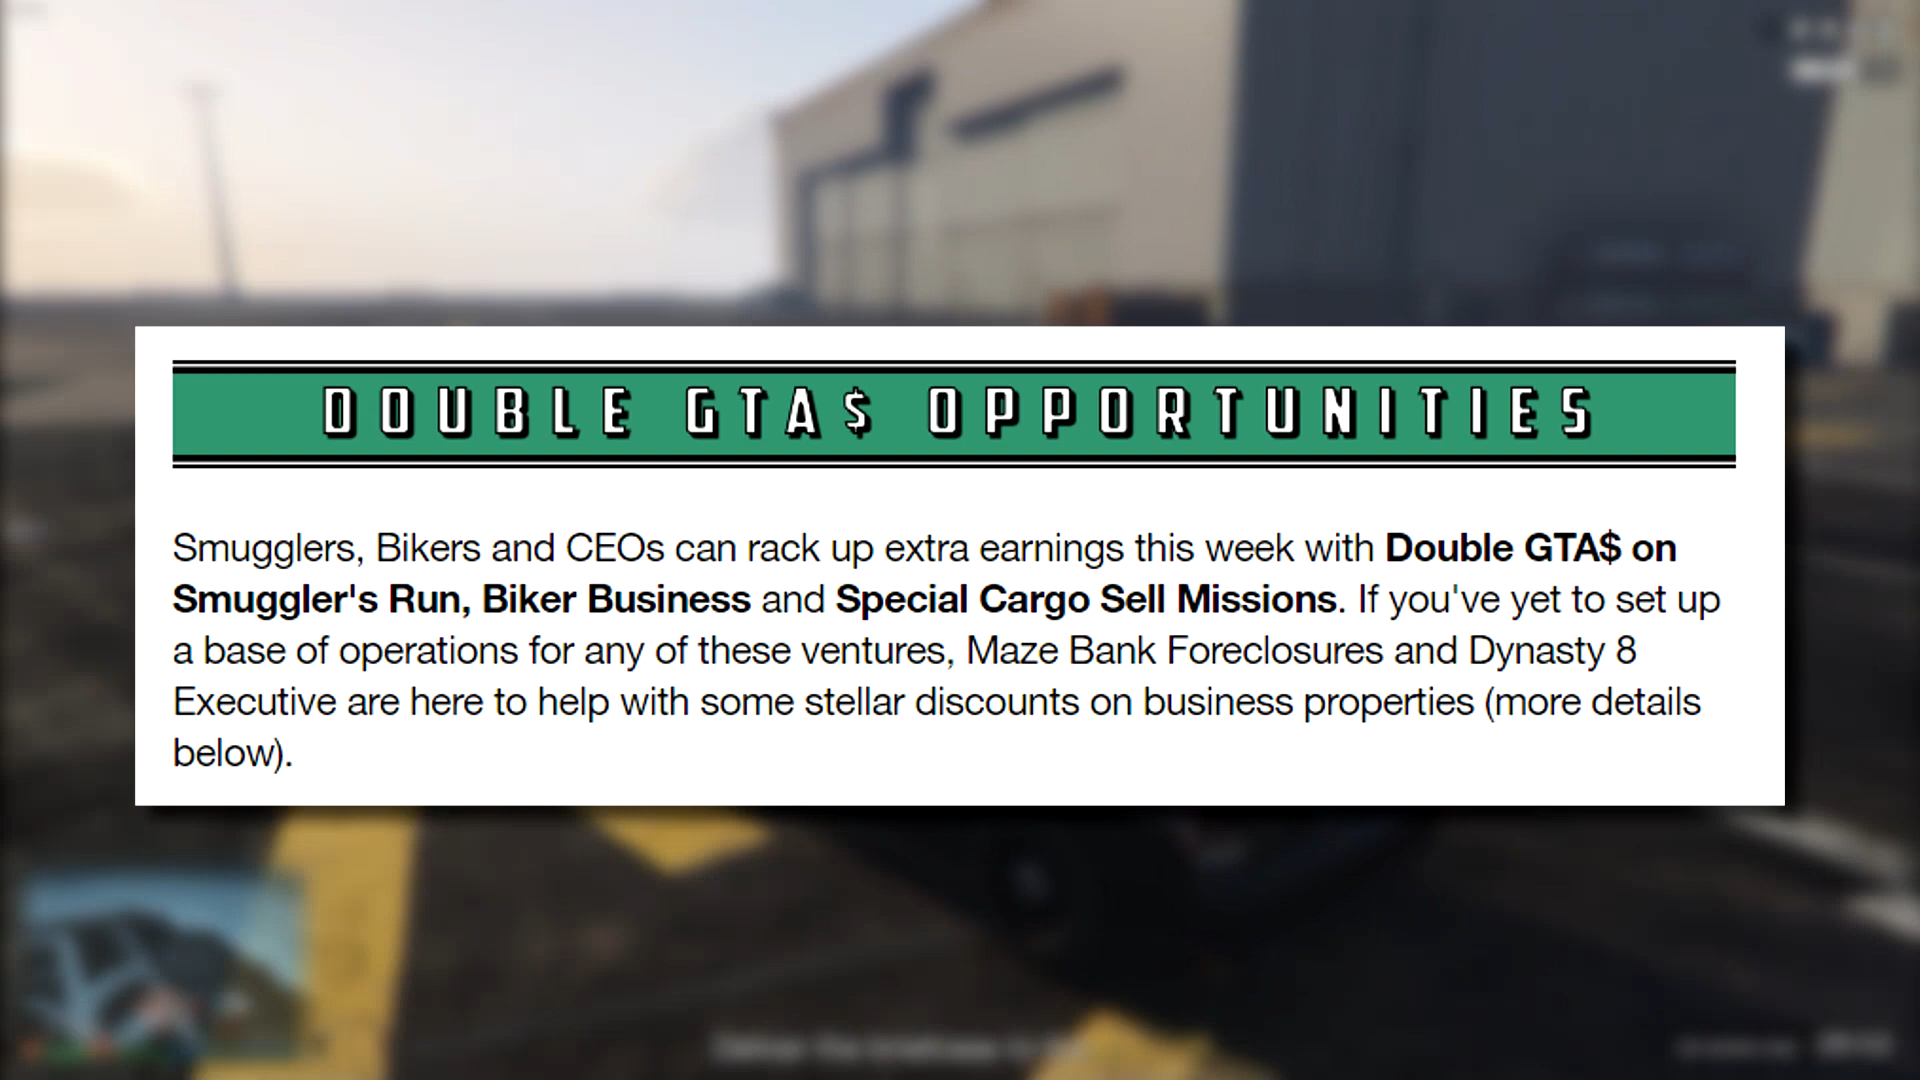 DOUBLE GTA$ OPPORTUNITIES
Smugglers, Bikers and CEOs can rack up extra earnings this week with Double GTA$ on
Smuggler's Run, Biker Business and Special Cargo Sell Missions. If you've yet to set up
a base of operations for any of these ventures, Maze Bank Foreclosures and Dynasty 8
Executive are here to help with some stellar discounts on business properties (more details
below).